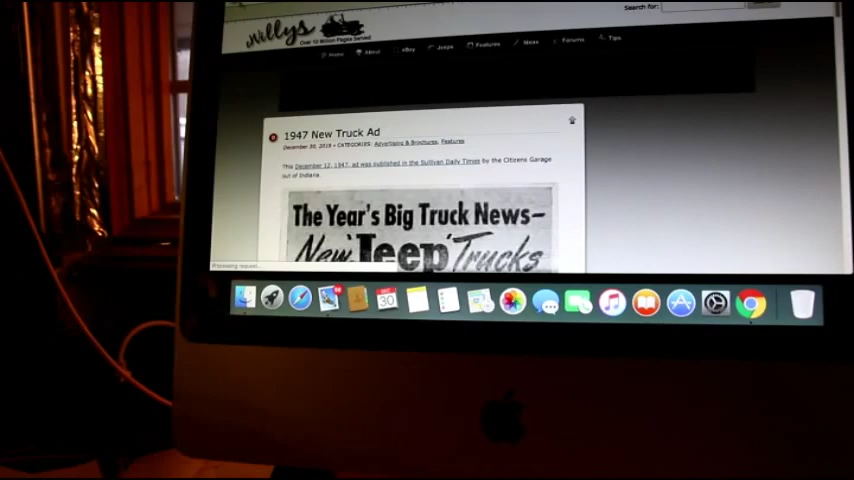 Search for:
Willys
Over 10 Million Pages Served
Home About eBay Jeeps Features Ideas Forums Tips
1947 New Truck Ad
December 30, 2019 • CATEGORIES: Advertising & Brochures, Features
This December 12, 1947, ad was published in the Sullivan Daily Times by the Citizens Garage
out of Indiana.
The Year's Big Truck News—
New 'Jeep' Trucks
Processing request...
30